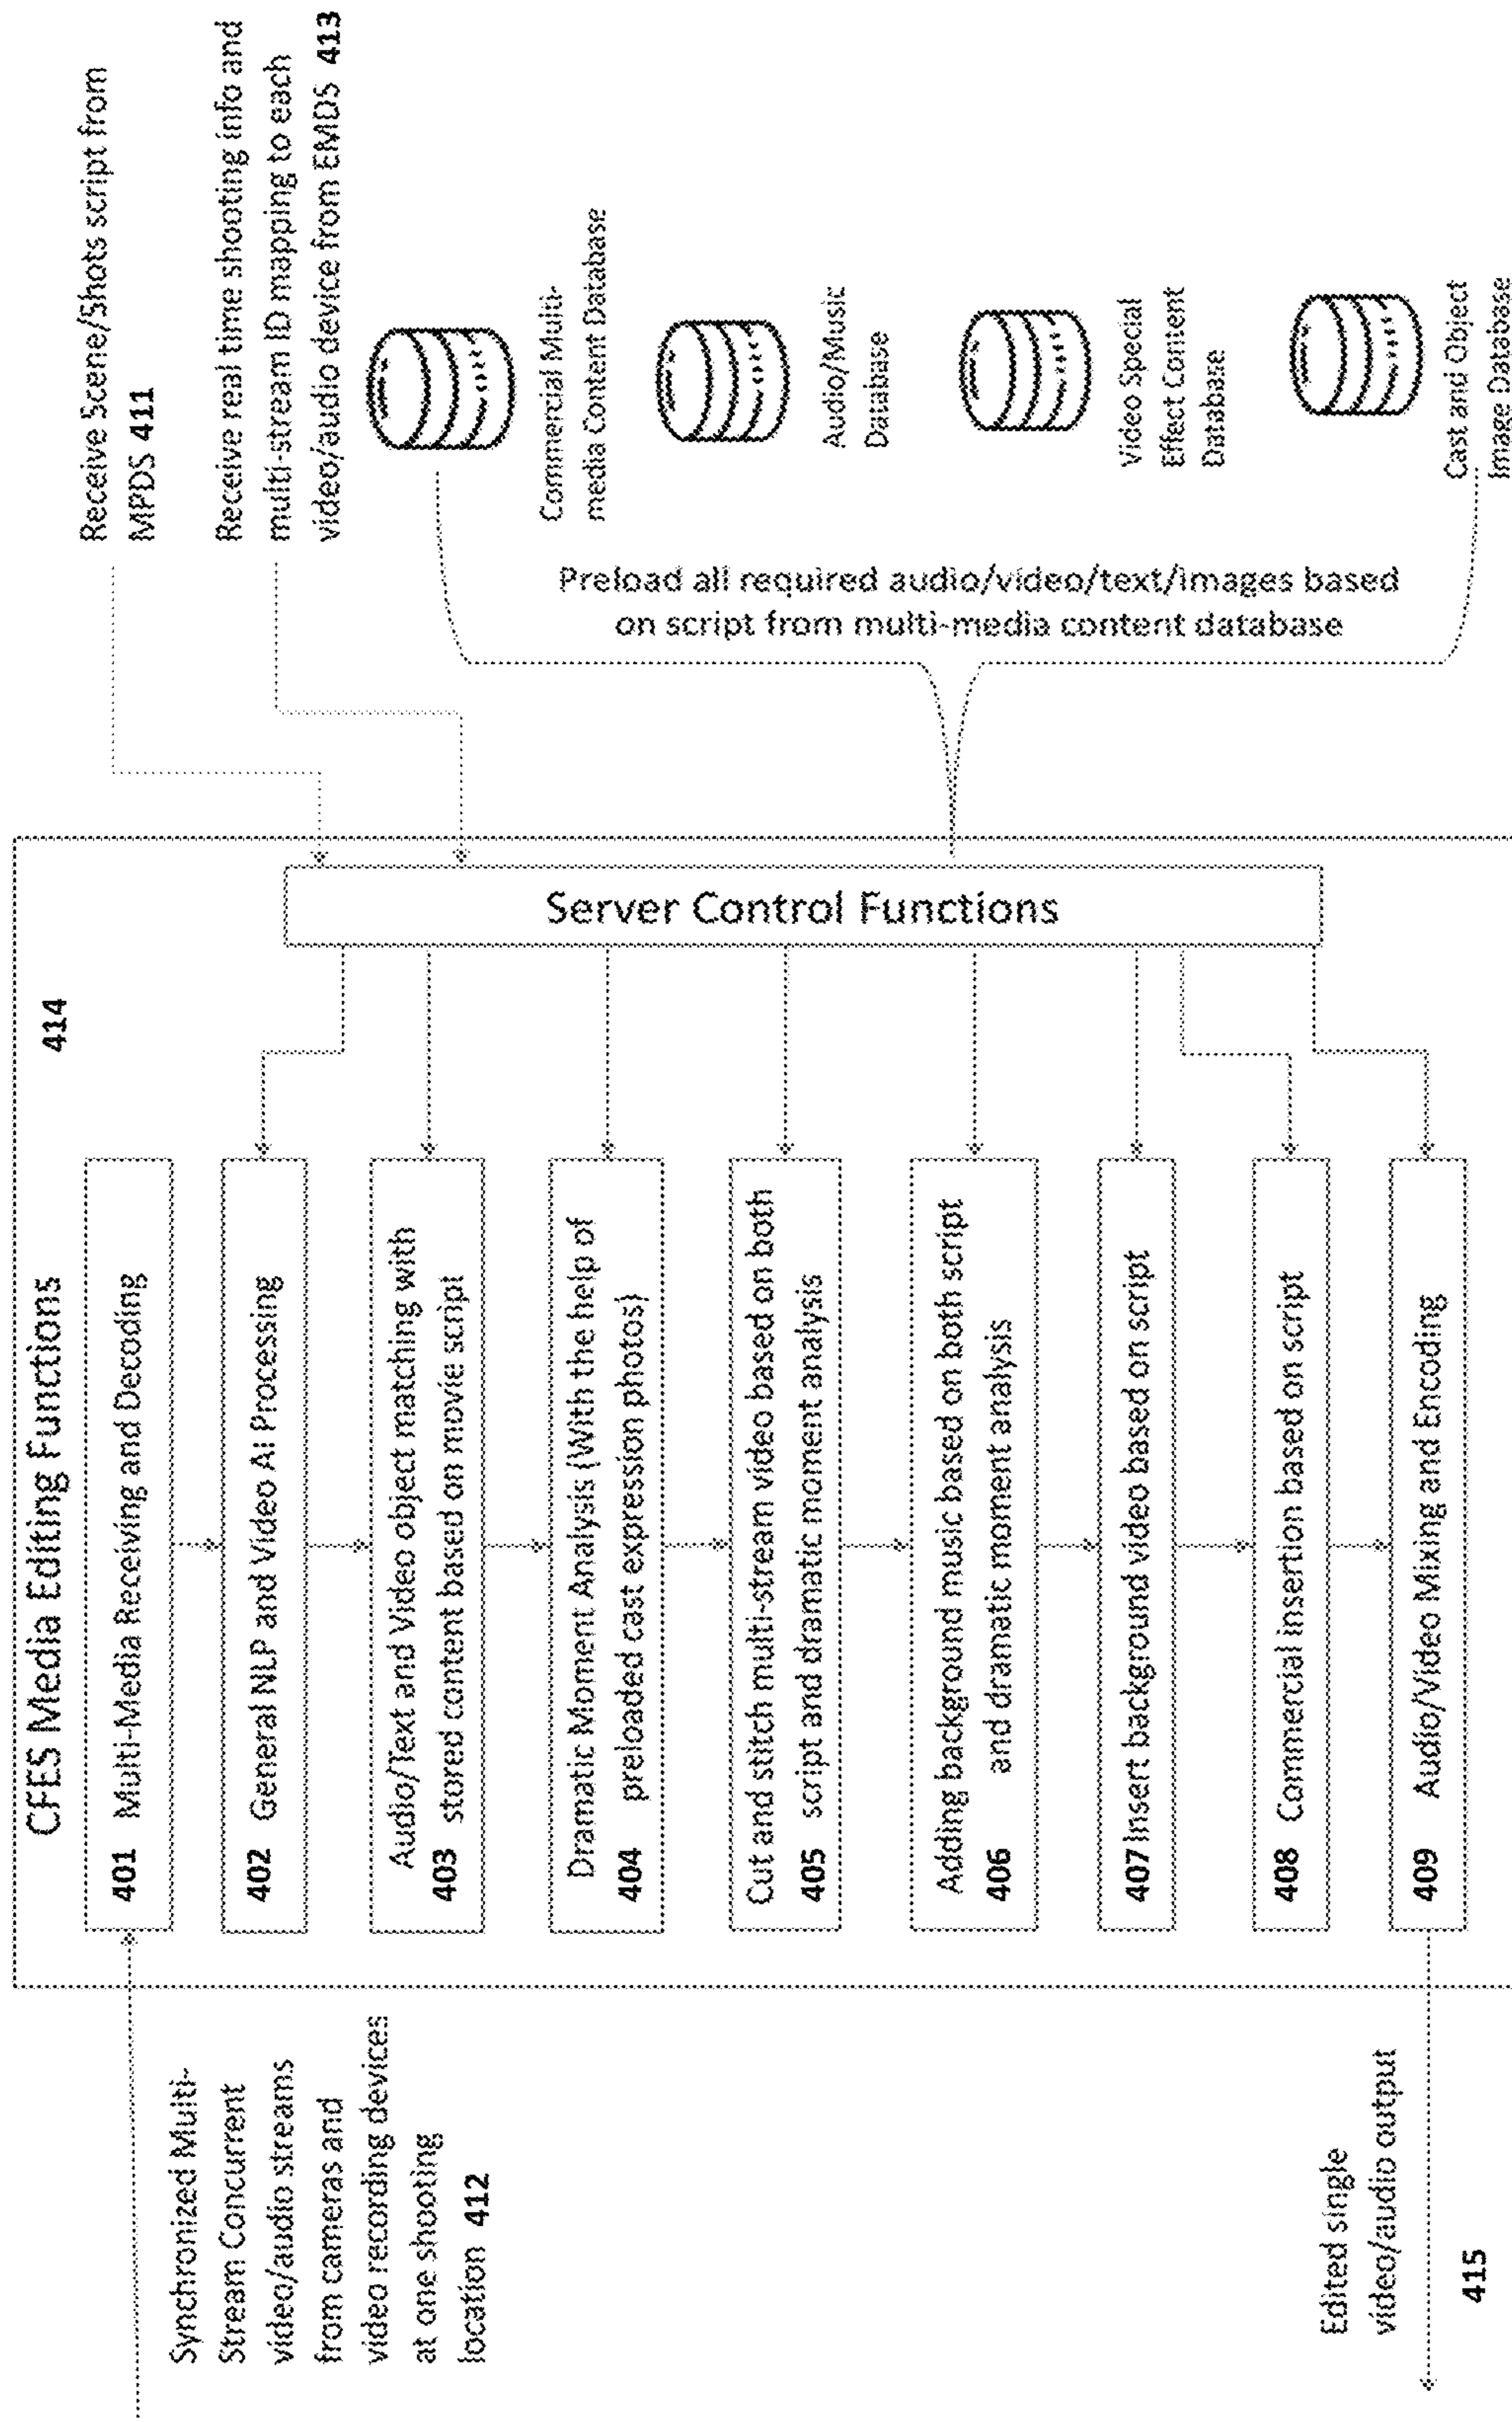 CFES Media Editing Functions
414
401 Multi-Media Receiving and Decoding
402 General NLP and Video AI Processing
Audio/Text and Video object matching with
403 stored content based on movie script
Dramatic Moment Analysis (With the help of
404 preloaded cast expression photos)
Cut and stitch multi-stream video based on both
405 script and dramatic moment analysis
Adding background music based on both script
406 and dramatic moment analysis
407 Insert background video based on script
408 Commercial insertion based on script
409 Audio/Video Mixing and Encoding
Synchronized Multi-
Stream Concurrent
video/audio streams
from cameras and
video recording devices
at one shooting
location 412
Edited single
video/audio output
415
Server Control Functions
Receive Scene/Shots script from
MPDS 411
Receive real time shooting info and
multi-stream ID mapping to each
video/audio device from EMDS 413
Preload all required audio/video/text/images based
on script from multi-media content database
Commercial Multi-
media Content Database
Audio/Music
Database
Video Special
Effect Content
Database
Cast and Object
Image Database